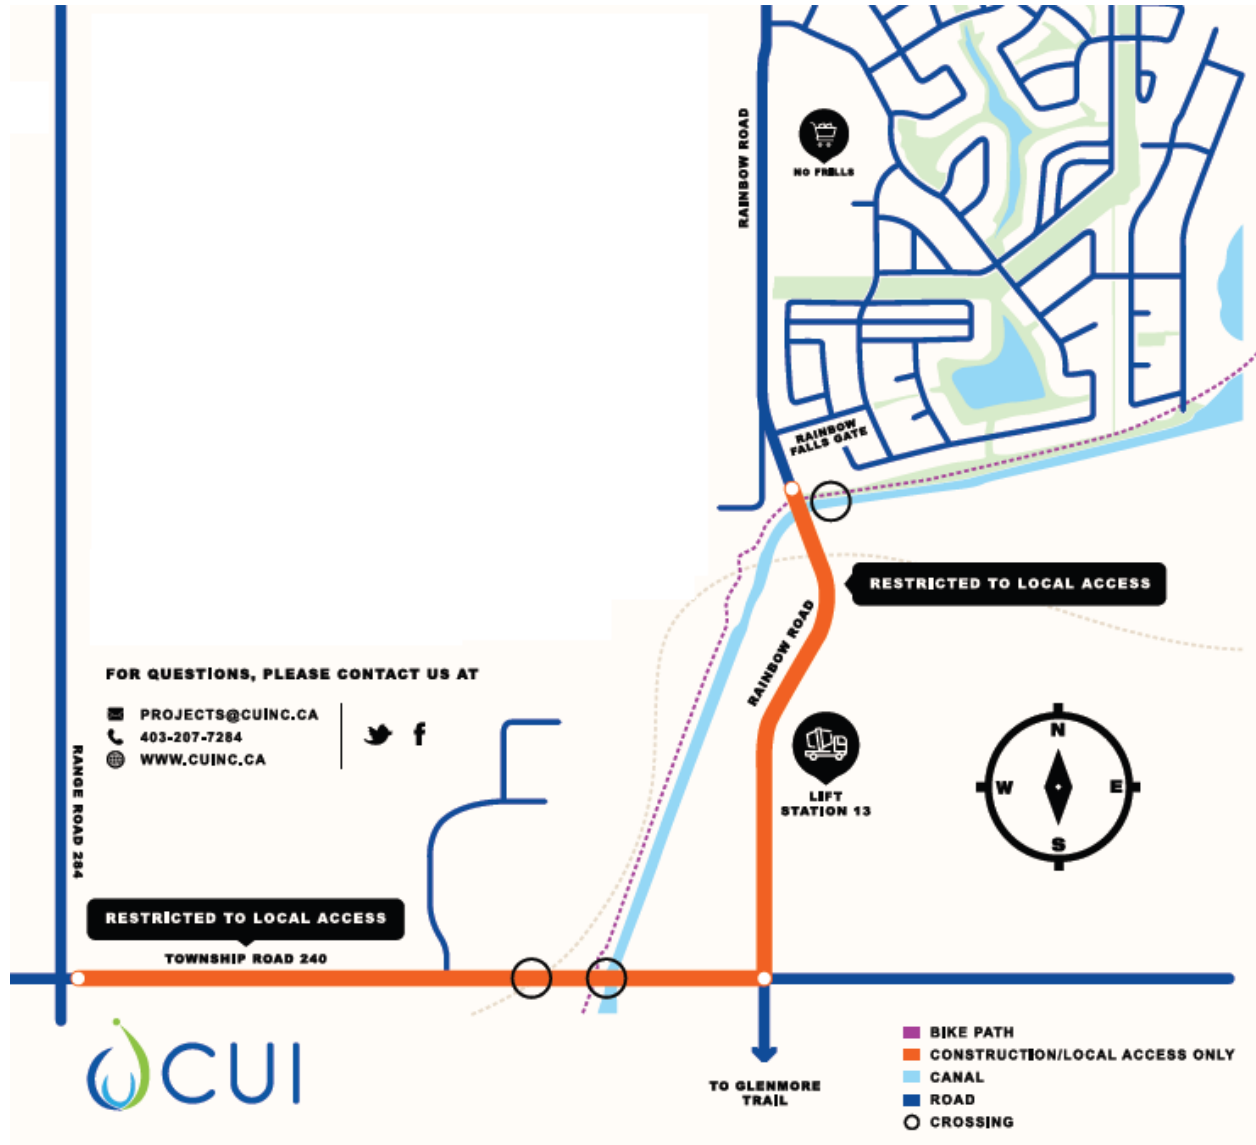 RAINBOW ROAD
NO FRILLS
RAINBOW
FALLS GATE
RESTRICTED TO LOCAL ACCESS
RAINBOW ROAD
FOR QUESTIONS, PLEASE CONTACT US AT
PROJECTS@CUINC.CA
403-207-7284
WWW.CUINC.CA
RANGE ROAD 284
LIFT
STATION 13
N
W
E
S
RESTRICTED TO LOCAL ACCESS
TOWNSHIP ROAD 240
CUI
TO GLENMORE
TRAIL
BIKE PATH
CONSTRUCTION/LOCAL ACCESS ONLY
CANAL
ROAD
CROSSING